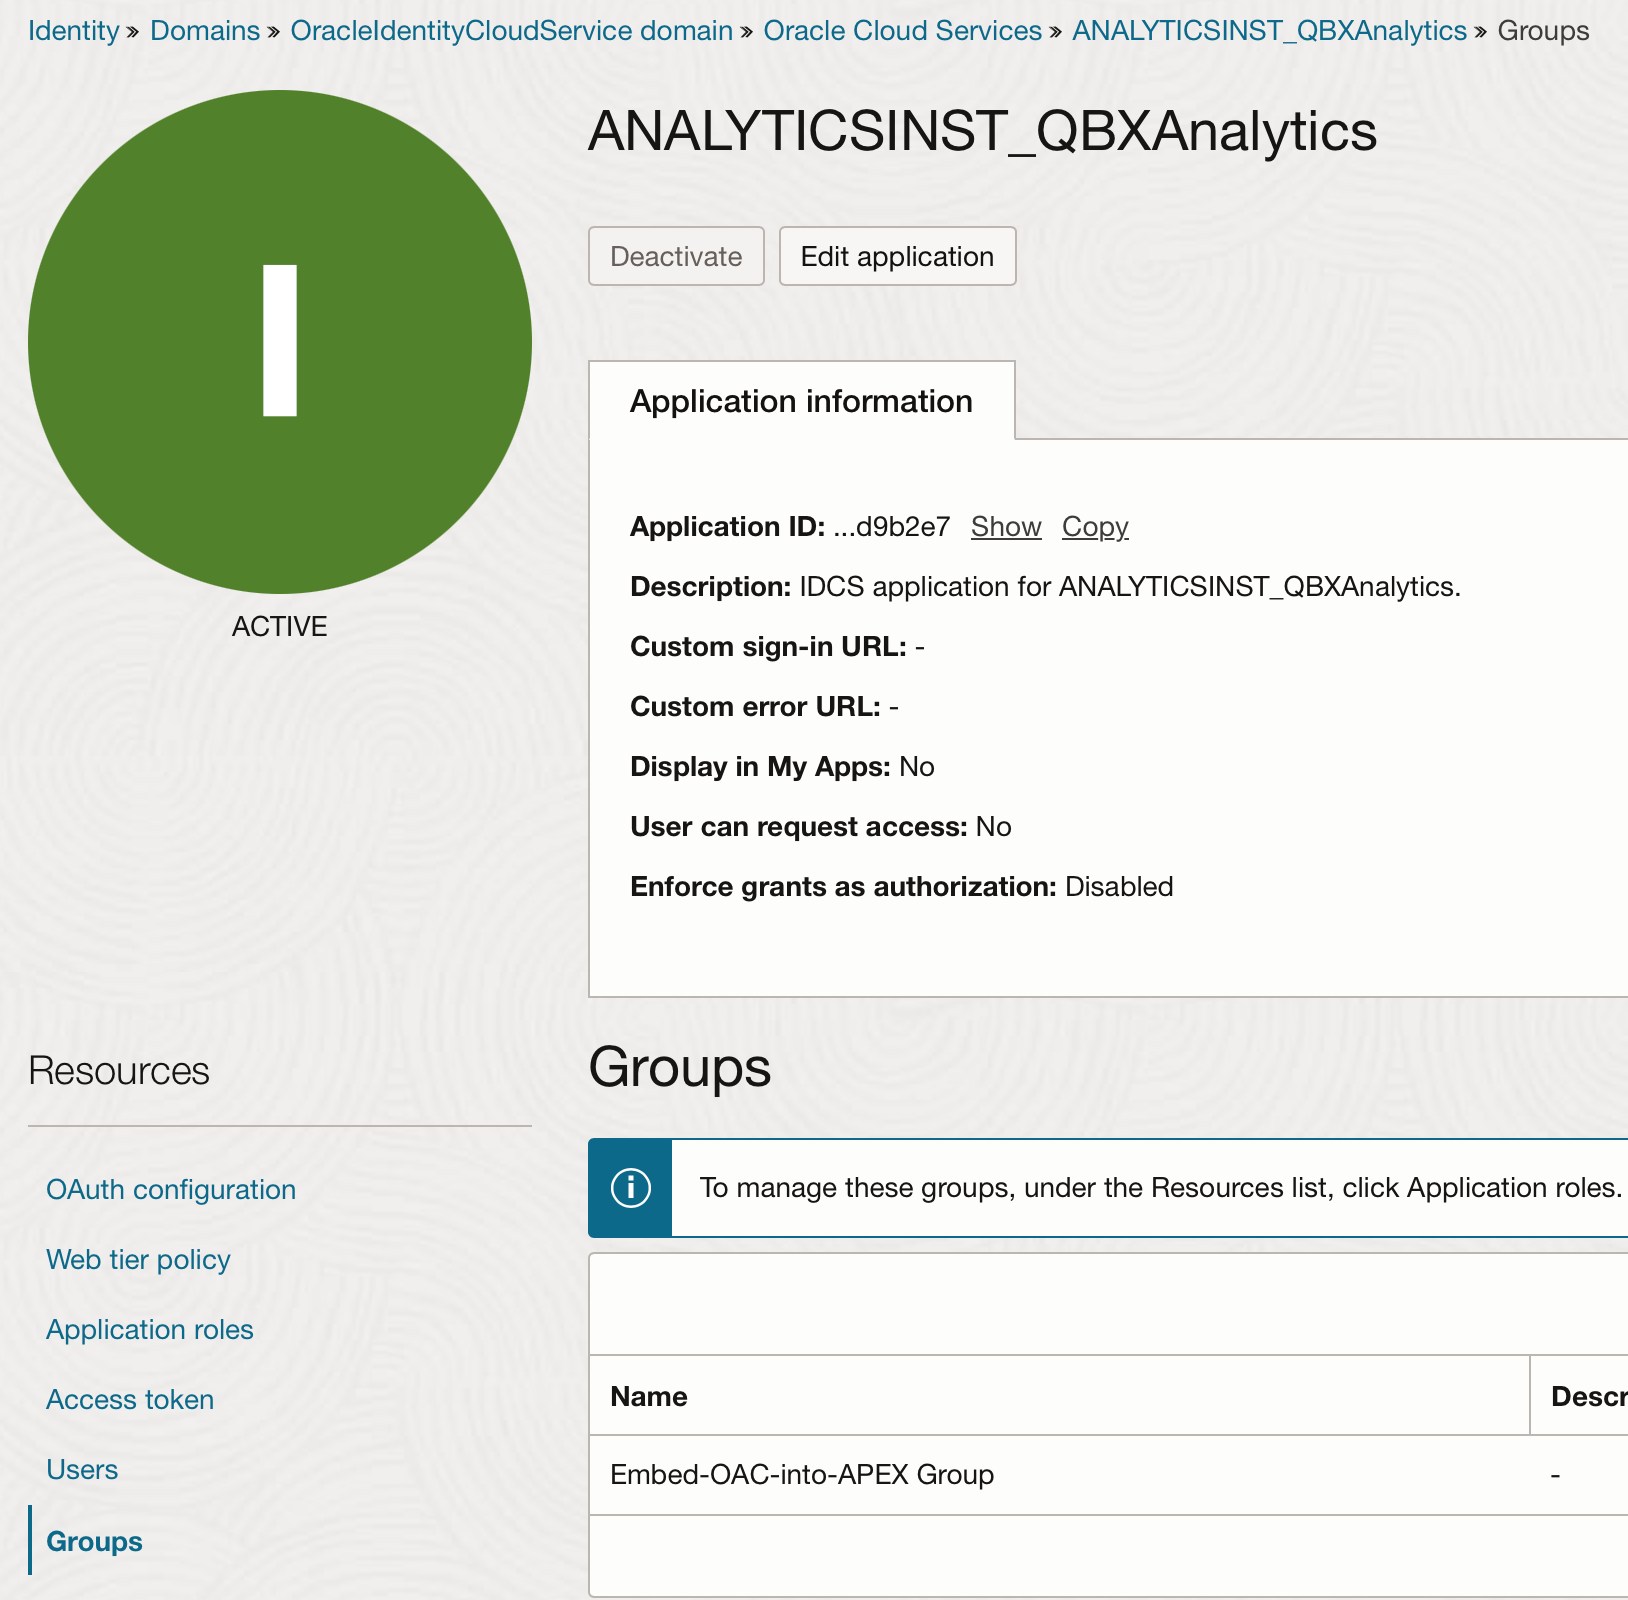 Identity » Domains » OracleIdentityCloudService domain » Oracle Cloud Services » ANALYTICSINST_QBXAnalytics » Groups
I
ACTIVE
ANALYTICSINST_QBXAnalytics
Deactivate Edit application
Application information
Application ID: ...d9b2e7 Show Copy
Description: IDCS application for ANALYTICSINST_QBXAnalytics.
Custom sign-in URL: -
Custom error URL: -
Display in My Apps: No
User can request access: No
Enforce grants as authorization: Disabled
Resources
OAuth configuration
Web tier policy
Application roles
Access token
Users
Groups
Groups
To manage these groups, under the Resources list, click Application roles.
Name Descr
Embed-OAC-into-APEX Group -